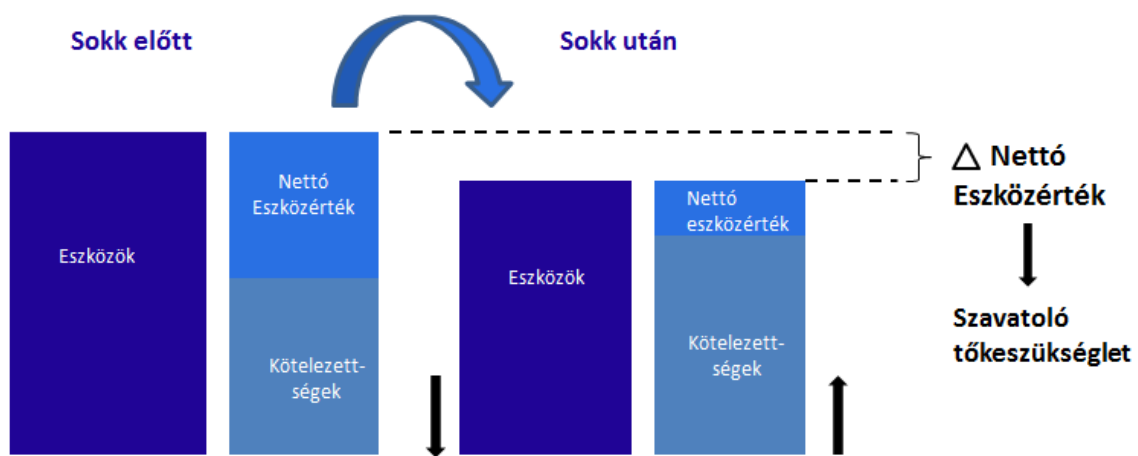 Sokk előtt
Sokk után
Eszközök
Nettó
Eszközérték
Kötelezett-
ségek
Eszközök
Nettó
eszközérték
Kötelezett-
ségek
△ Nettó
Eszközérték
Szavatoló
tőkeszükséglet